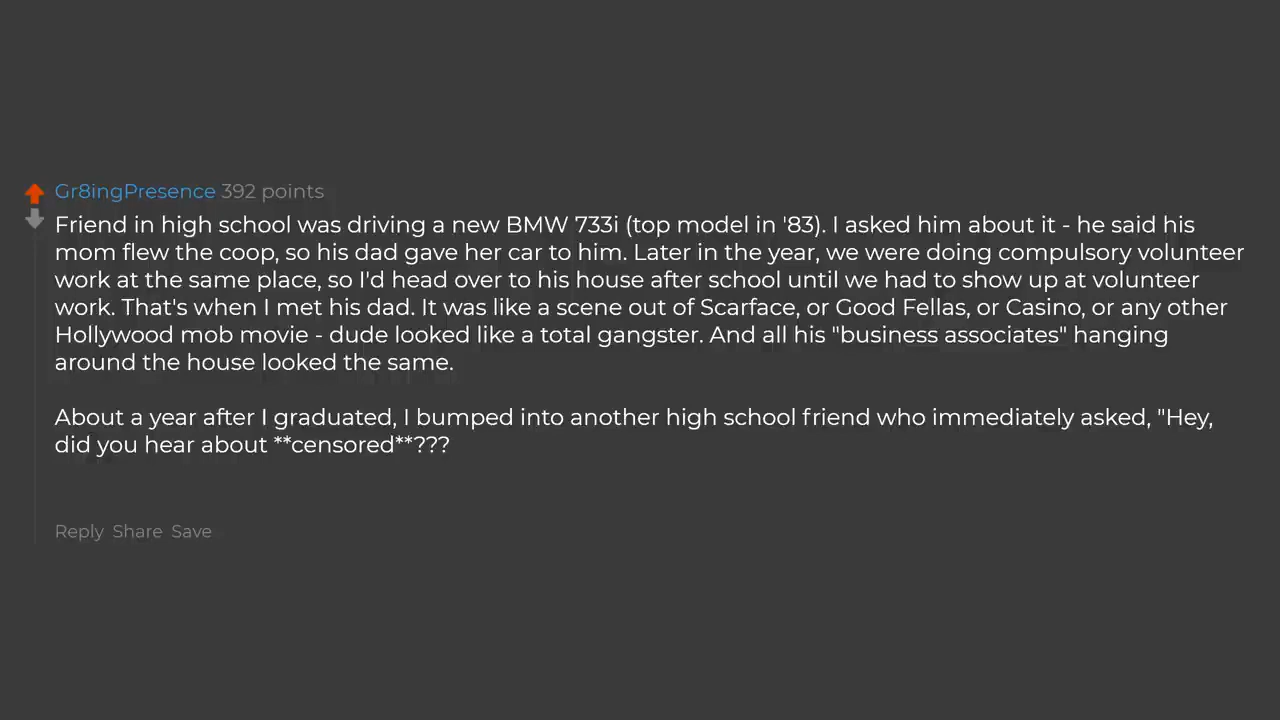 Gr8ingPresence 392 points
Friend in high school was driving a new BMW 733i (top model in '83). I asked him about it - he said his
mom flew the coop, so his dad gave her car to him. Later in the year, we were doing compulsory volunteer
work at the same place, so I'd head over to his house after school until we had to show up at volunteer
work. That's when I met his dad. It was like a scene out of Scarface, or Good Fellas, or Casino, or any other
Hollywood mob movie - dude looked like a total gangster. And all his "business associates" hanging
around the house looked the same.
About a year after I graduated, I bumped into another high school friend who immediately asked, "Hey,
did you hear about **censored**???
Reply Share Save